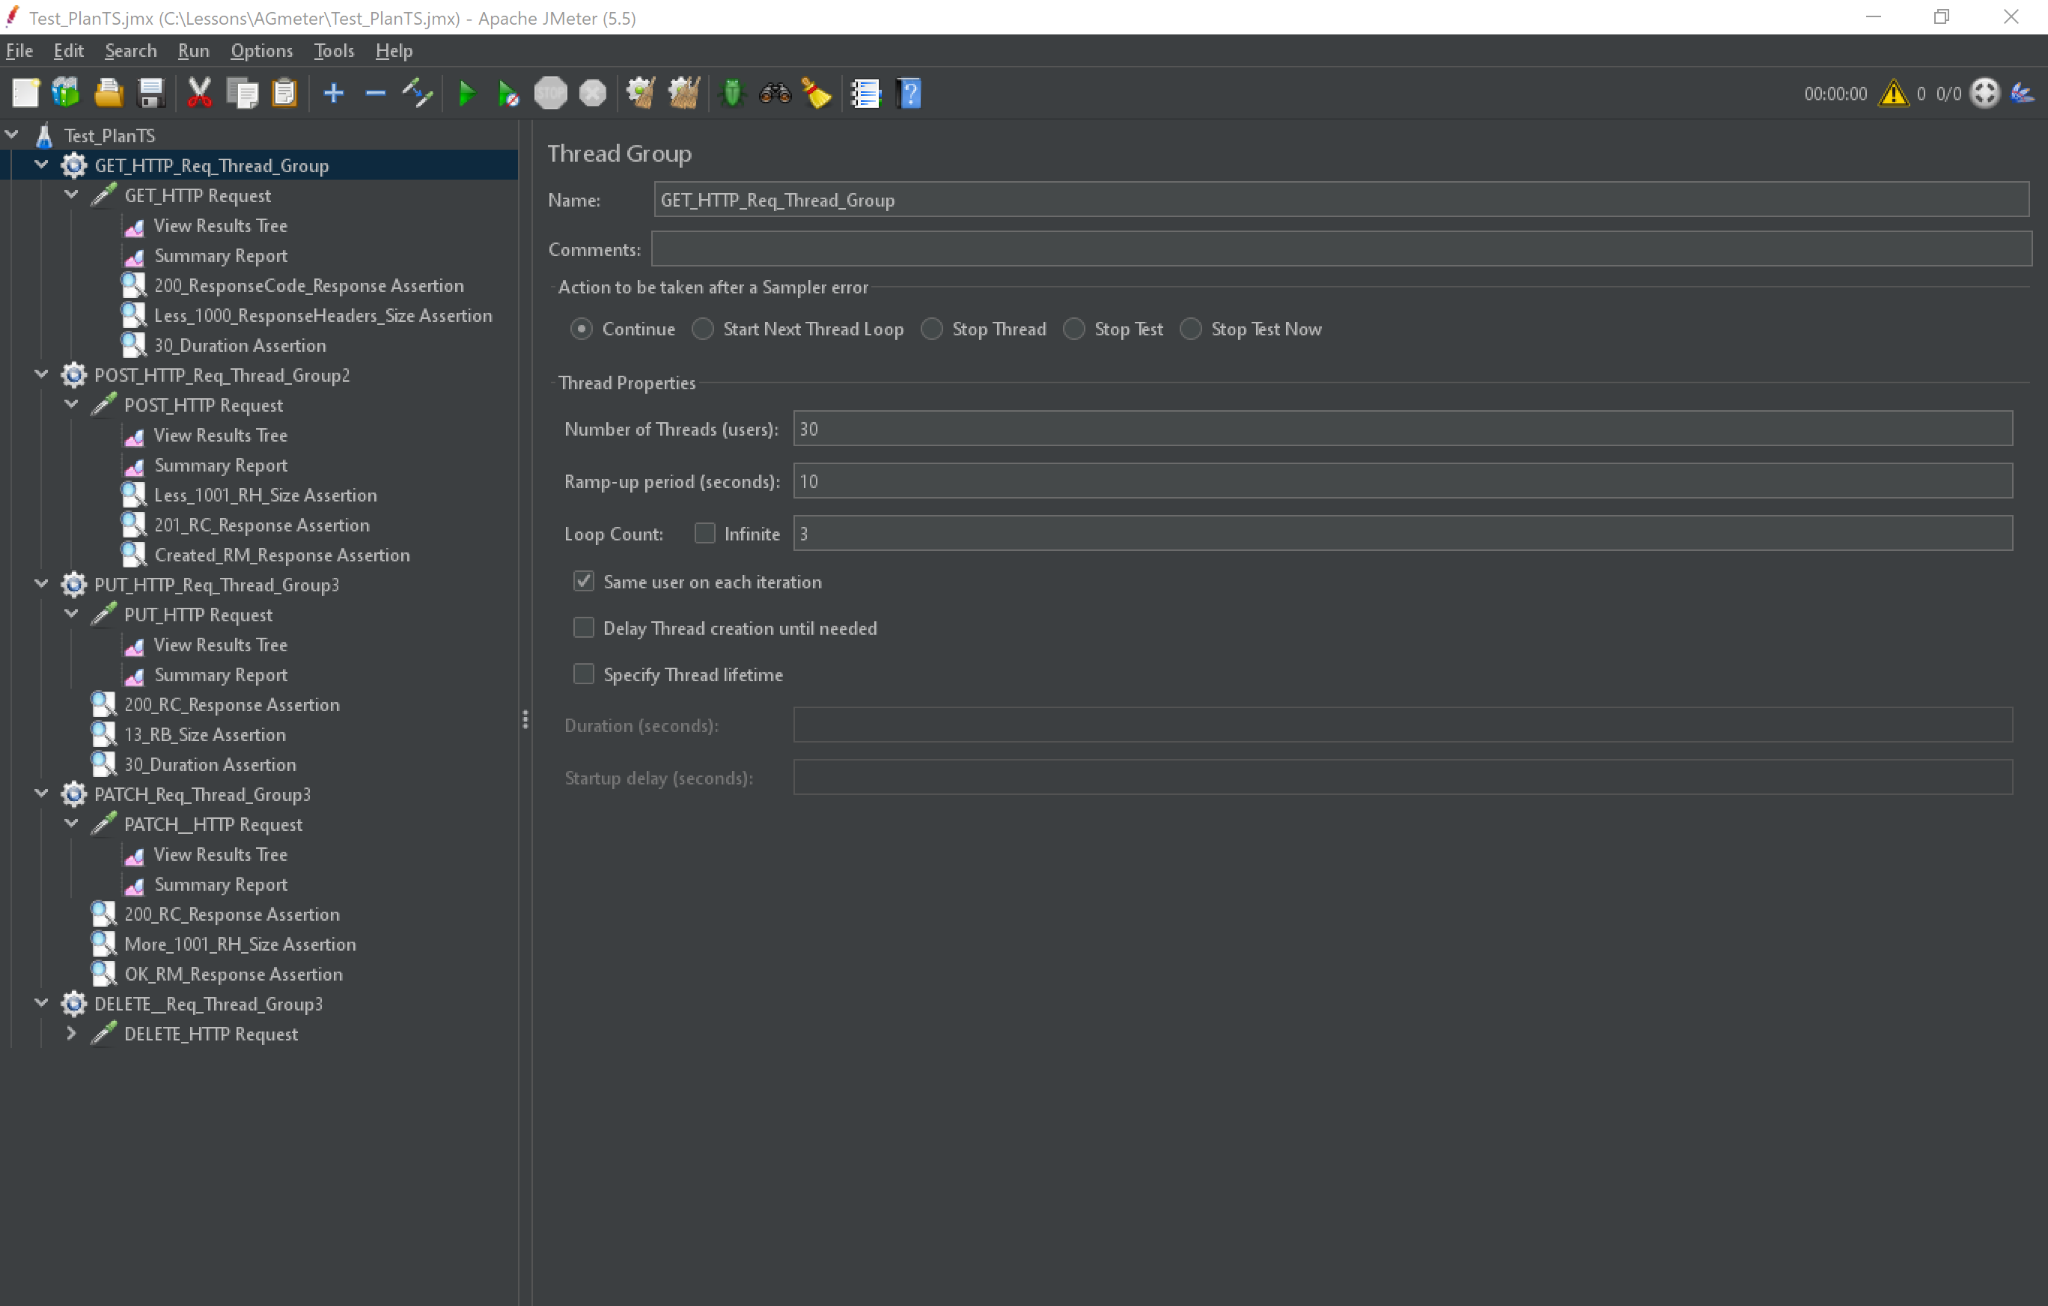 Test_PlanTS.jmx (C:\Lessons\AGmeter\Test_PlanTS.jmx) - Apache JMeter (5.5)
File Edit Search Run Options Tools Help
STOP
?
00:00:00 0 0/0
Test_PlanTS
GET_HTTP_Req_Thread_Group
GET_HTTP Request
View Results Tree
Summary Report
200_ResponseCode_Response Assertion
Less_1000_ResponseHeaders_Size Assertion
30_Duration Assertion
POST_HTTP_Req_Thread_Group2
POST_HTTP Request
View Results Tree
Summary Report
Less_1001_RH_Size Assertion
201_RC_Response Assertion
Created_RM_Response Assertion
PUT_HTTP_Req_Thread_Group3
PUT_HTTP Request
View Results Tree
Summary Report
200_RC_Response Assertion
13_RB_Size Assertion
30_Duration Assertion
PATCH_Req_Thread_Group3
PATCH__HTTP Request
View Results Tree
Summary Report
200_RC_Response Assertion
More_1001_RH_Size Assertion
OK_RM_Response Assertion
DELETE__Req_Thread_Group3
DELETE_HTTP Request
Thread Group
Name: GET_HTTP_Req_Thread_Group
Comments:
Action to be taken after a Sampler error
Continue Start Next Thread Loop Stop Thread Stop Test Stop Test Now
Thread Properties
Number of Threads (users): 30
Ramp-up period (seconds): 10
Loop Count: Infinite 3
Same user on each iteration
Delay Thread creation until needed
Specify Thread lifetime
Duration (seconds):
Startup delay (seconds):